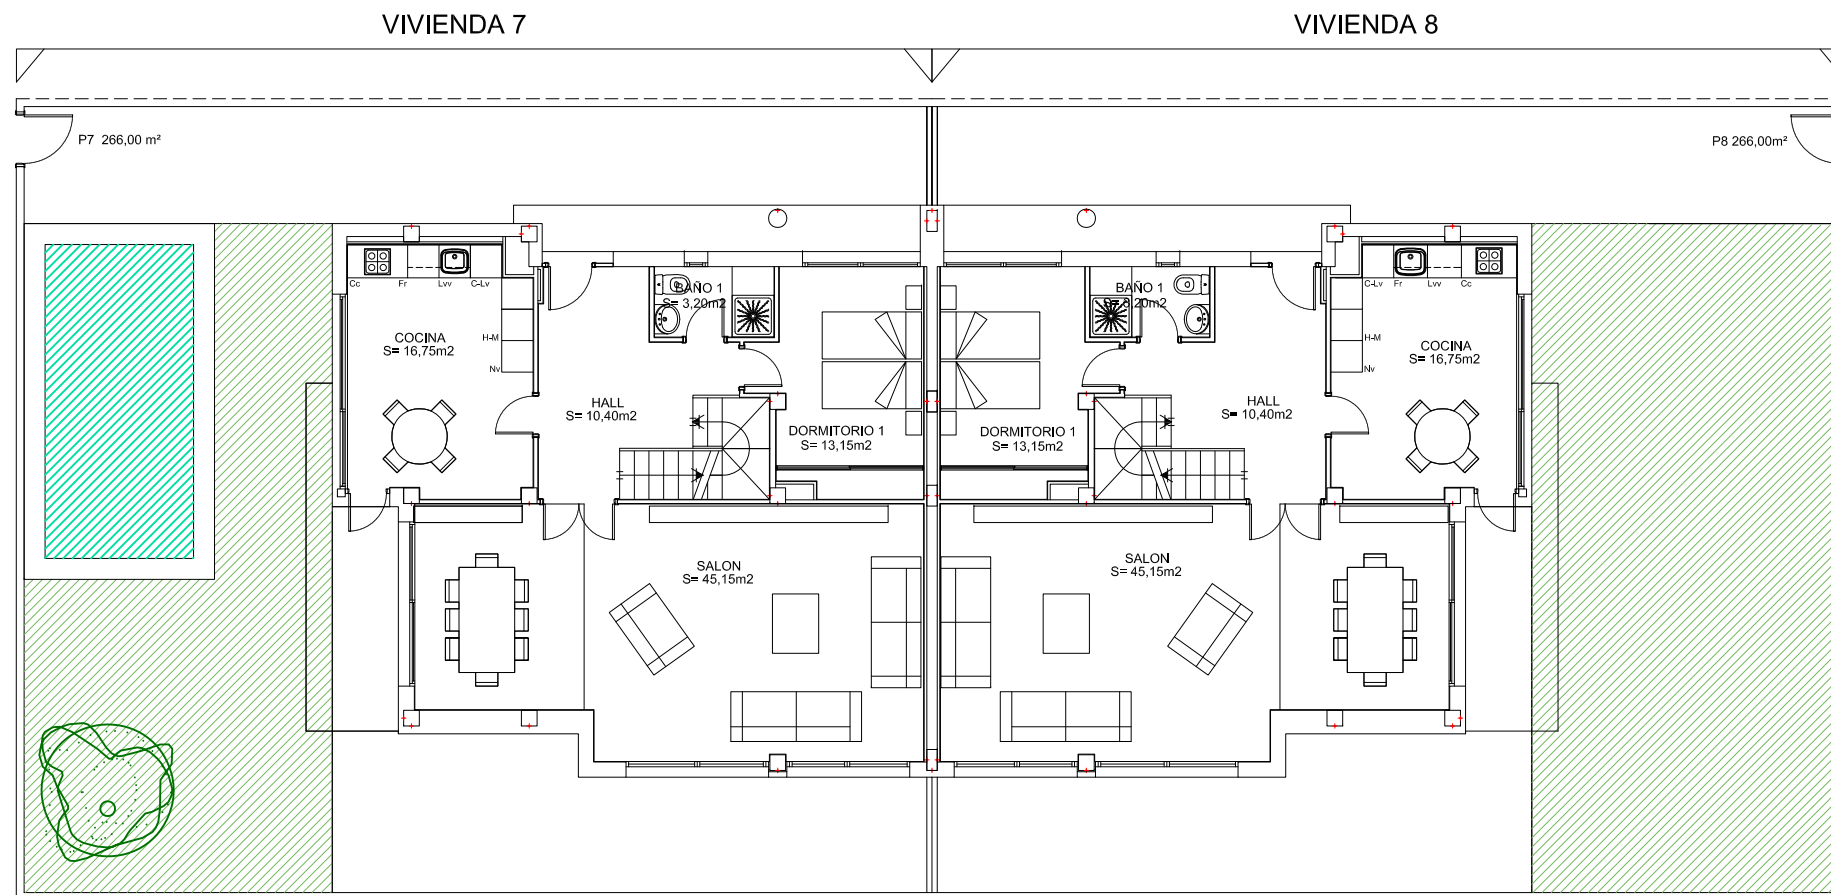 VIVIENDA 7
VIVIENDA 8
P7 266,00 m²
P8 266,00m²
Cc
Fr
Lvv
C-Lv
BAÑO 1
S= 3,20m2
COCINA
S= 16,75m2
H-M
Nv
HALL
S= 10,40m2
DORMITORIO 1
S= 13,15m2
SALON
S= 45,15m2
BAÑO 1
S= 3,20m2
C-Lv
Fr
Lvv
Cc
H-M
COCINA
S= 16,75m2
Nv
HALL
S= 10,40m2
DORMITORIO 1
S= 13,15m2
SALON
S= 45,15m2